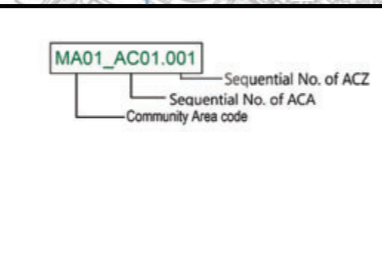 MA01_AC01.001
Sequential No. of ACZ
Sequential No. of ACA
Community Area code